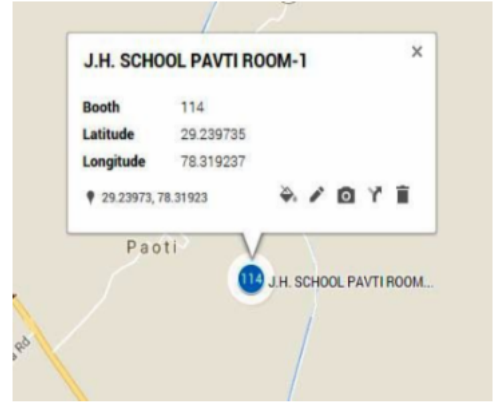 J.H. SCHOOL PAVTI ROOM-1
Booth 114
Latitude 29.239735
Longitude 78.319237
29.23973, 78.31923
Paoti
114 J.H. SCHOOL PAVTI ROOM...
Rd